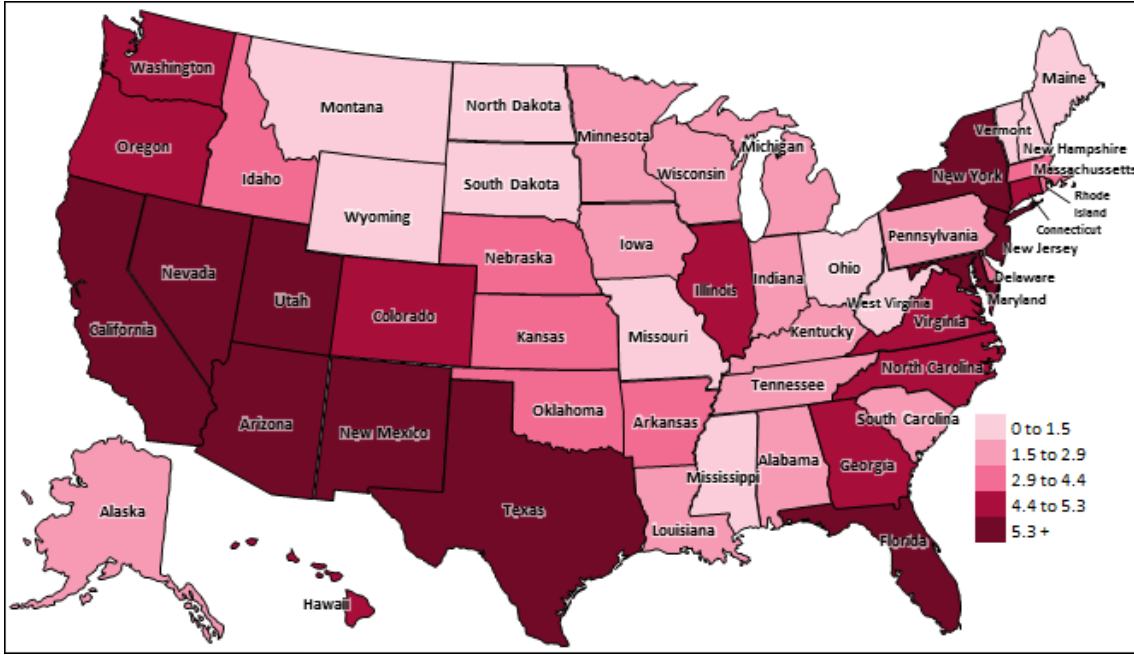 Washington
Montana
North Dakota
Minnesota
Michigan
Maine
Vermont
New Hampshire
Massachussetts
Rhode
Island
Connecticut
Oregon
Idaho
Wyoming
South Dakota
Wisconsin
New York
Nevada
Utah
California
Colorado
Nebraska
Iowa
Illinois
Indiana
Ohio
Pennsylvania
New Jersey
Delaware
Maryland
West Virginia
Virginia
Kansas
Missouri
Kentucky
North Carolina
Tennessee
Arizona
New Mexico
Oklahoma
Arkansas
South Carolina
Mississippi
Alabama
Georgia
Texas
Louisiana
Florida
Alaska
Hawaii
0 to 1.5
1.5 to 2.9
2.9 to 4.4
4.4 to 5.3
5.3 +